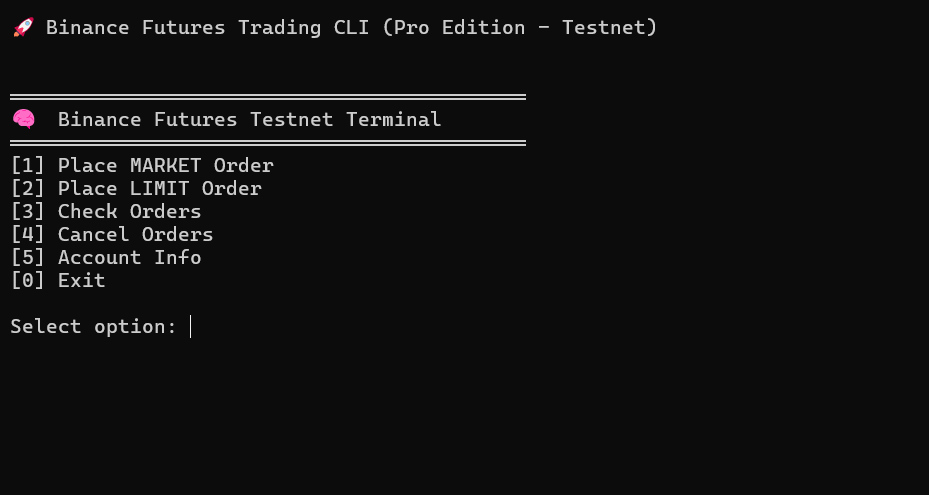 🚀 Binance Futures Trading CLI (Pro Edition – Testnet)
🧠 Binance Futures Testnet Terminal
[1] Place MARKET Order
[2] Place LIMIT Order
[3] Check Orders
[4] Cancel Orders
[5] Account Info
[0] Exit
Select option: